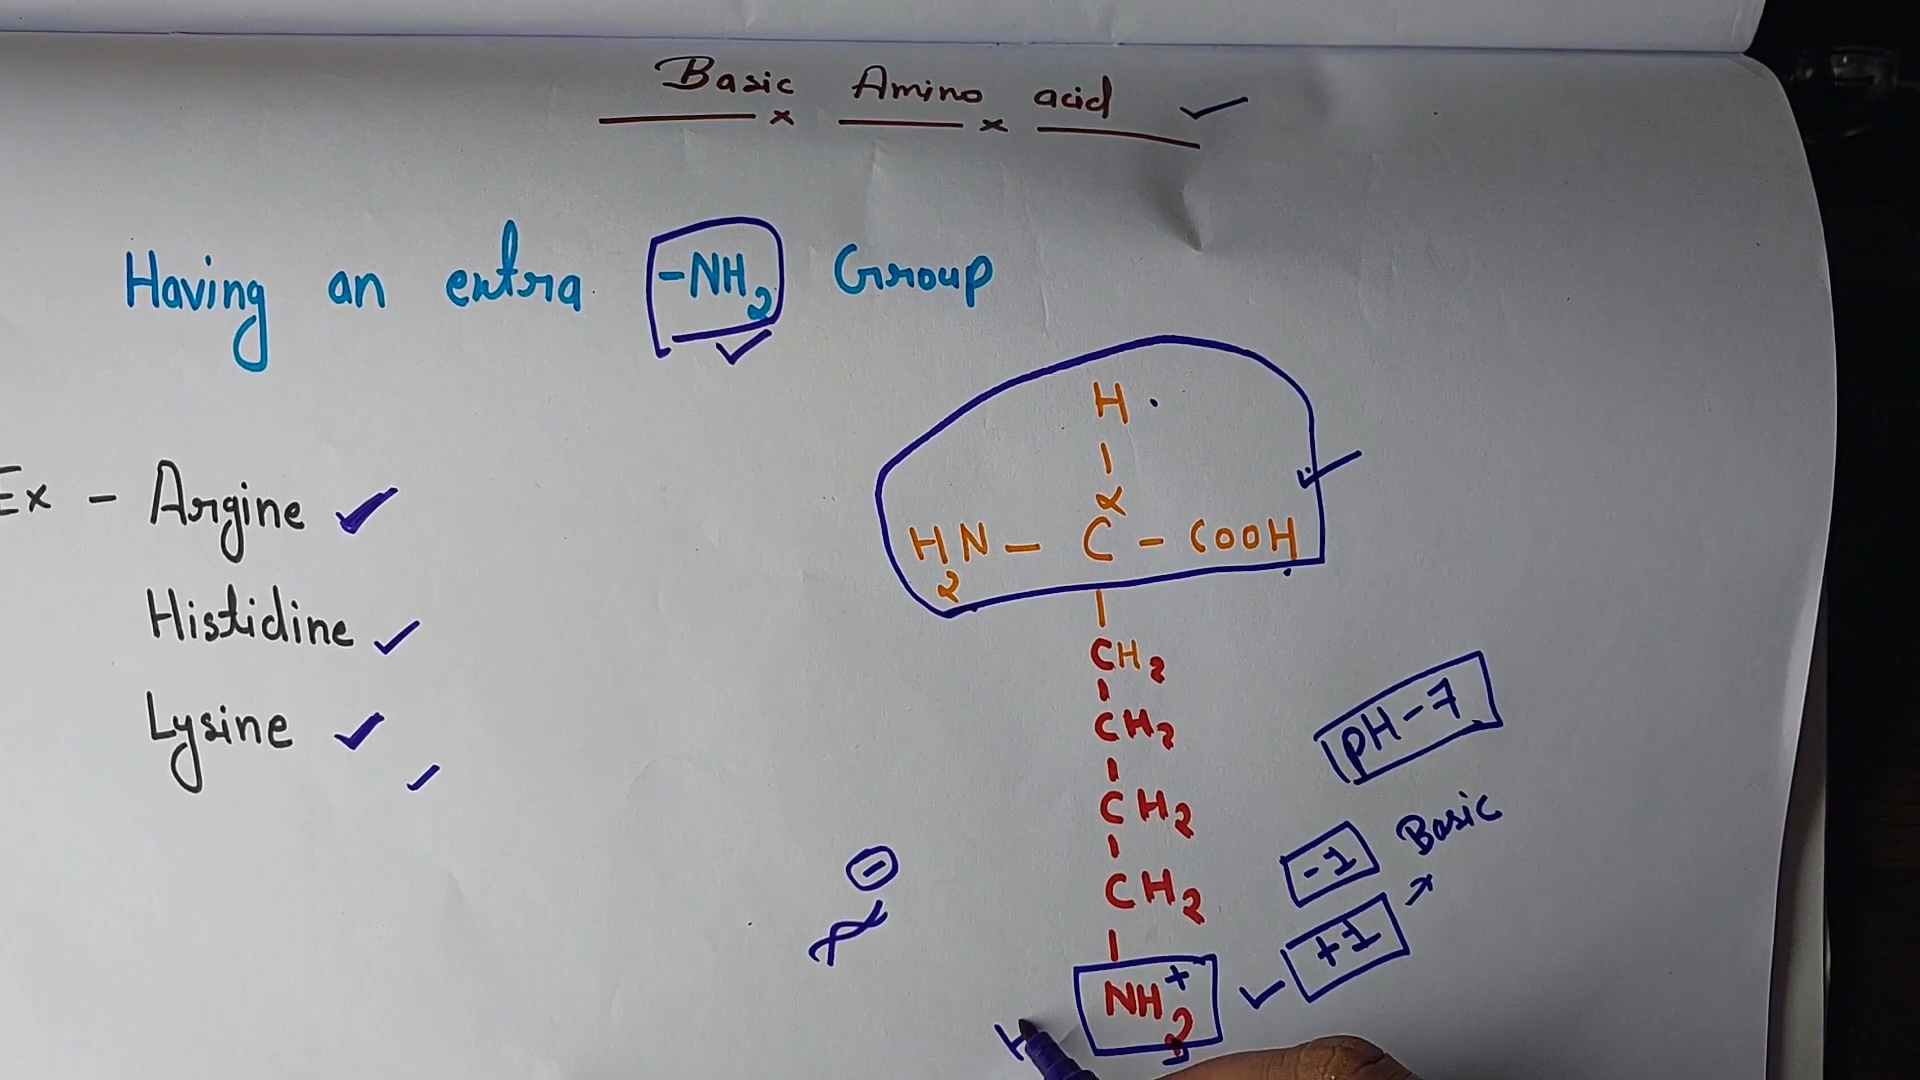 Basic Amino acid
Having an extra -NH2 Group
Ex - Argine
Histidine
Lysine
H
α
H2N - C - COOH
CH2
CH2
CH2
CH2
NH3+
PH-7
-1 Basic
+1
-
H